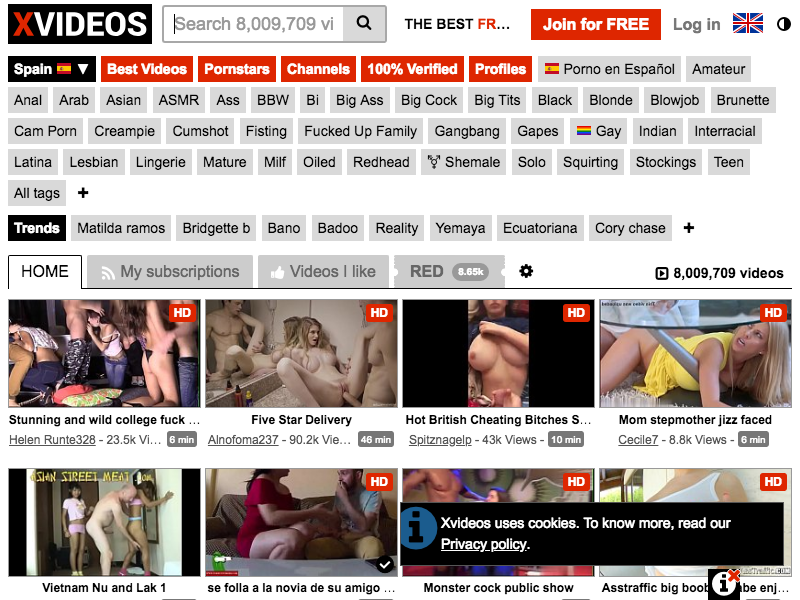 XVIDEOS
Search 8,009,709 vi
THE BEST FR...
Join for FREE
Log in
Spain ▼ Best Videos Pornstars Channels 100% Verified Profiles Porno en Español Amateur
Anal Arab Asian ASMR Ass BBW Bi Big Ass Big Cock Big Tits Black Blonde Blowjob Brunette
Cam Porn Creampie Cumshot Fisting Fucked Up Family Gangbang Gapes Gay Indian Interracial
Latina Lesbian Lingerie Mature Milf Oiled Redhead Shemale Solo Squirting Stockings Teen
All tags +
Trends Matilda ramos Bridgette b Bano Badoo Reality Yemaya Ecuatoriana Cory chase +
HOME My subscriptions Videos I like RED 8.65k 8,009,709 videos
HD HD HD HD
Stunning and wild college fuck ... Five Star Delivery Hot British Cheating Bitches S... Mom stepmother jizz faced
Helen Runte328 - 23.5k Vi... 6 min Alnofoma237 - 90.2k Vie... 46 min Spitznagelp - 43k Views - 10 min Cecile7 - 8.8k Views - 6 min
ASIAN STREET MEAT.com HD HD HD
Xvideos uses cookies. To know more, read our
Privacy policy.
Vietnam Nu and Lak 1 se folla a la novia de su amigo ... Monster cock public show Asstraffic big boob